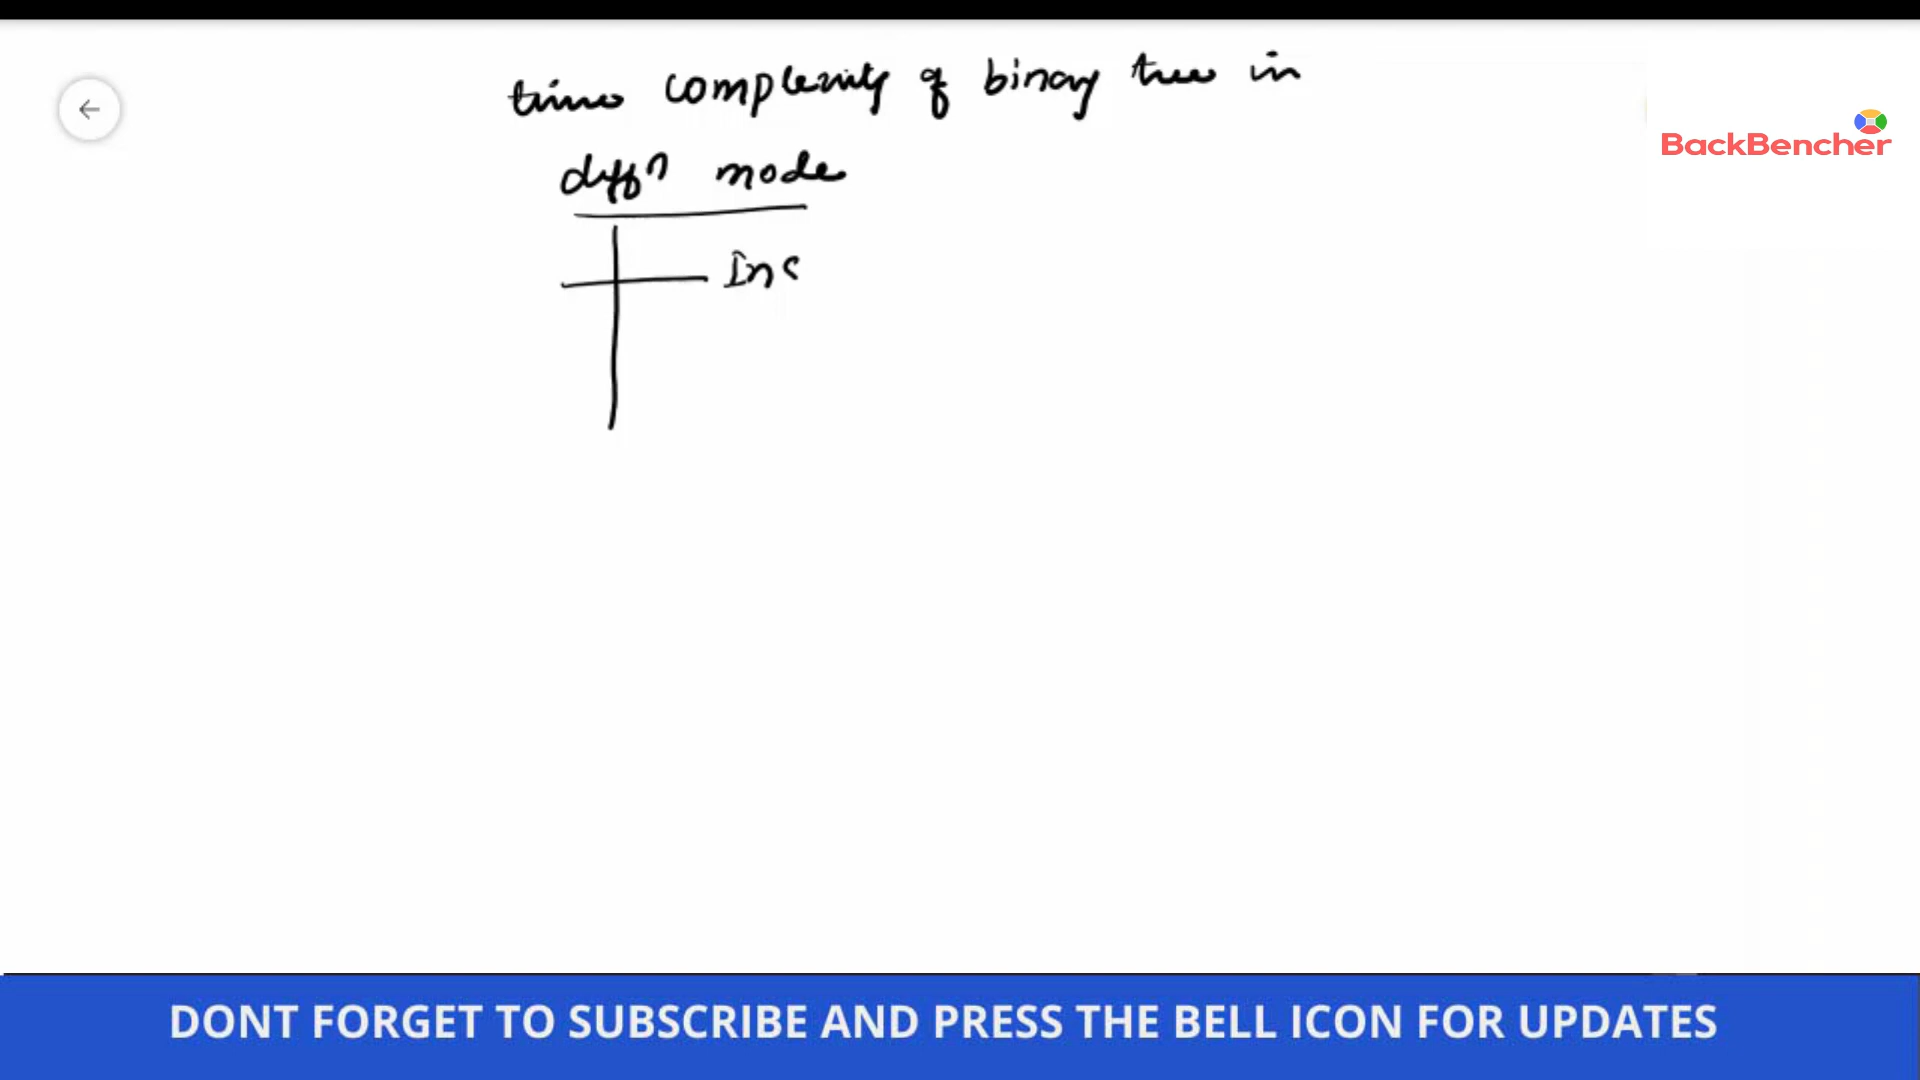 time complexity of binary tree in
BackBencher
diffn mode
Ins
DONT FORGET TO SUBSCRIBE AND PRESS THE BELL ICON FOR UPDATES